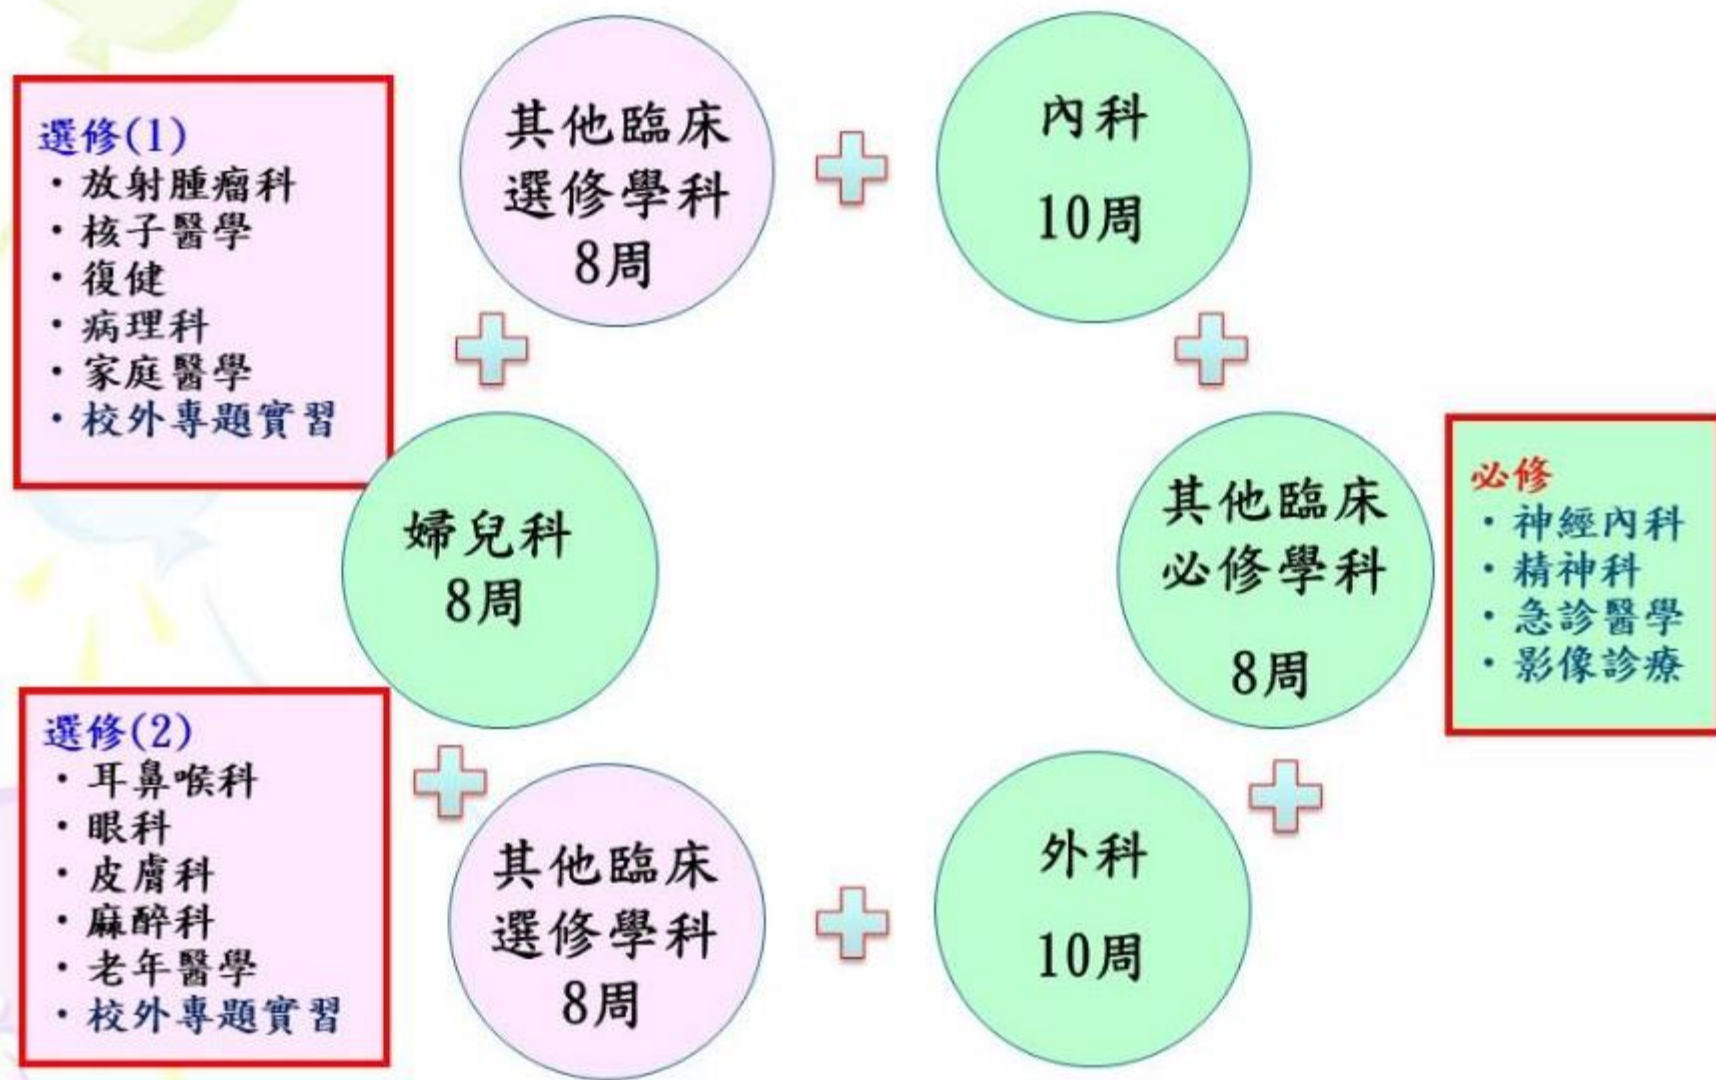 選修(1)
・放射腫瘤科
・核子醫學
・復健
・病理科
・家庭醫學
・校外專題實習
其他臨床
選修學科
8周
內科
10周
婦兒科
8周
其他臨床
必修學科
8周
必修
・神經內科
・精神科
・急診醫學
・影像診療
選修(2)
・耳鼻喉科
・眼科
・皮膚科
・麻醉科
・老年醫學
・校外專題實習
其他臨床
選修學科
8周
外科
10周